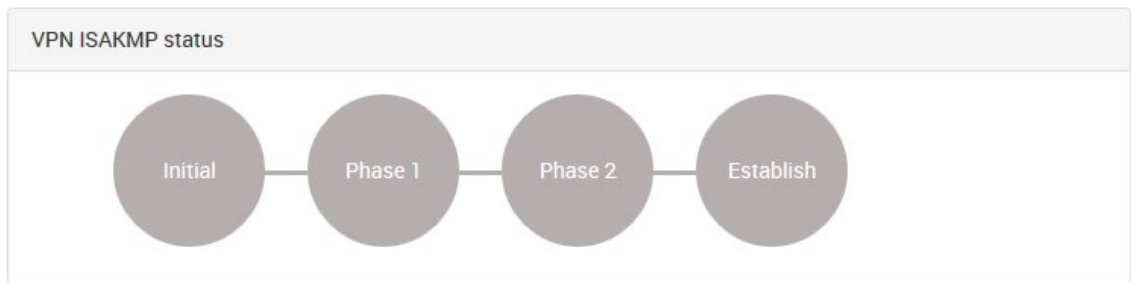 VPN ISAKMP status
Initial
Phase 1
Phase 2
Establish